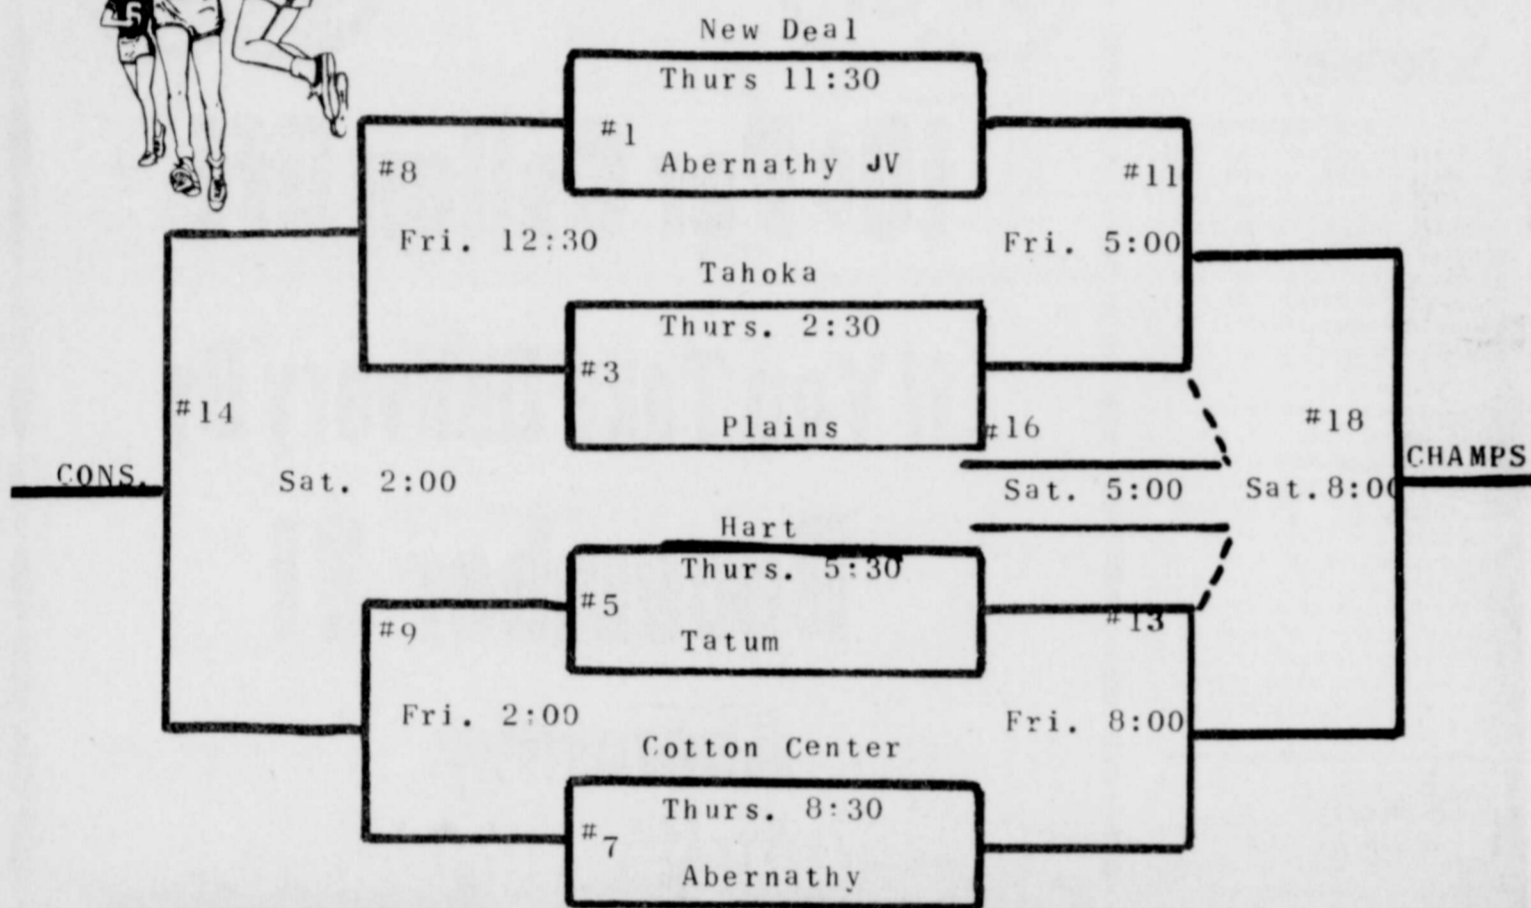 6
New Deal
Thurs 11:30
#1
Abernathy JV
#8
#11
Fri. 12:30
Fri. 5:00
Tahoka
Thurs. 2:30
#3
Plains
#14
#16
#18
CONS.
Sat. 2:00
Sat. 5:00
Sat. 8:00
CHAMPS
Hart
Thurs. 5:30
#5
Tatum
#9
#13
Fri. 2:00
Fri. 8:00
Cotton Center
Thurs. 8:30
#7
Abernathy